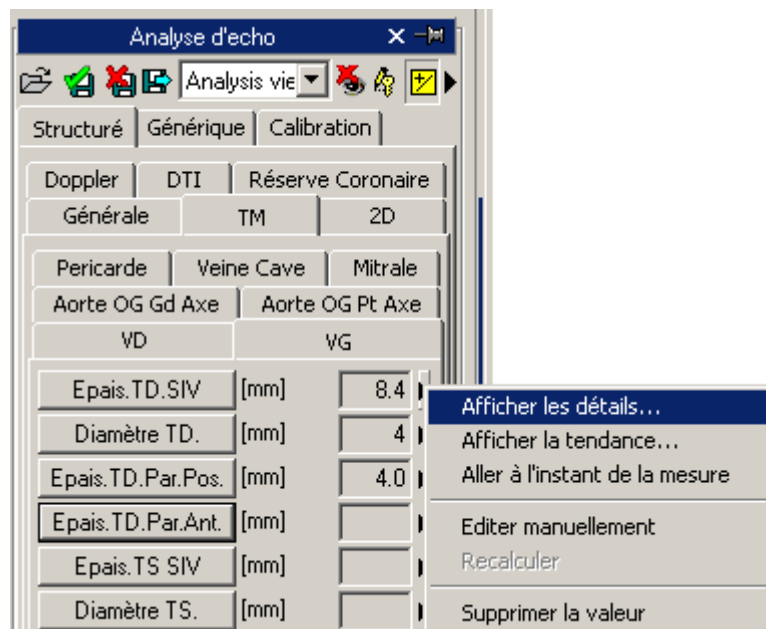 Analyse d'echo
Analysis vie
Structuré Générique Calibration
Doppler DTI Réserve Coronaire
Générale TM 2D
Pericarde Veine Cave Mitrale
Aorte OG Gd Axe Aorte OG Pt Axe
VD VG
Epais.TD.SIV [mm] 8.4
Diamètre TD. [mm] 4
Epais.TD.Par.Pos. [mm] 4.0
Epais.TD.Par.Ant. [mm]
Epais.TS SIV [mm]
Diamètre TS. [mm]
Afficher les détails...
Afficher la tendance...
Aller à l'instant de la mesure
Editer manuellement
Recalculer
Supprimer la valeur